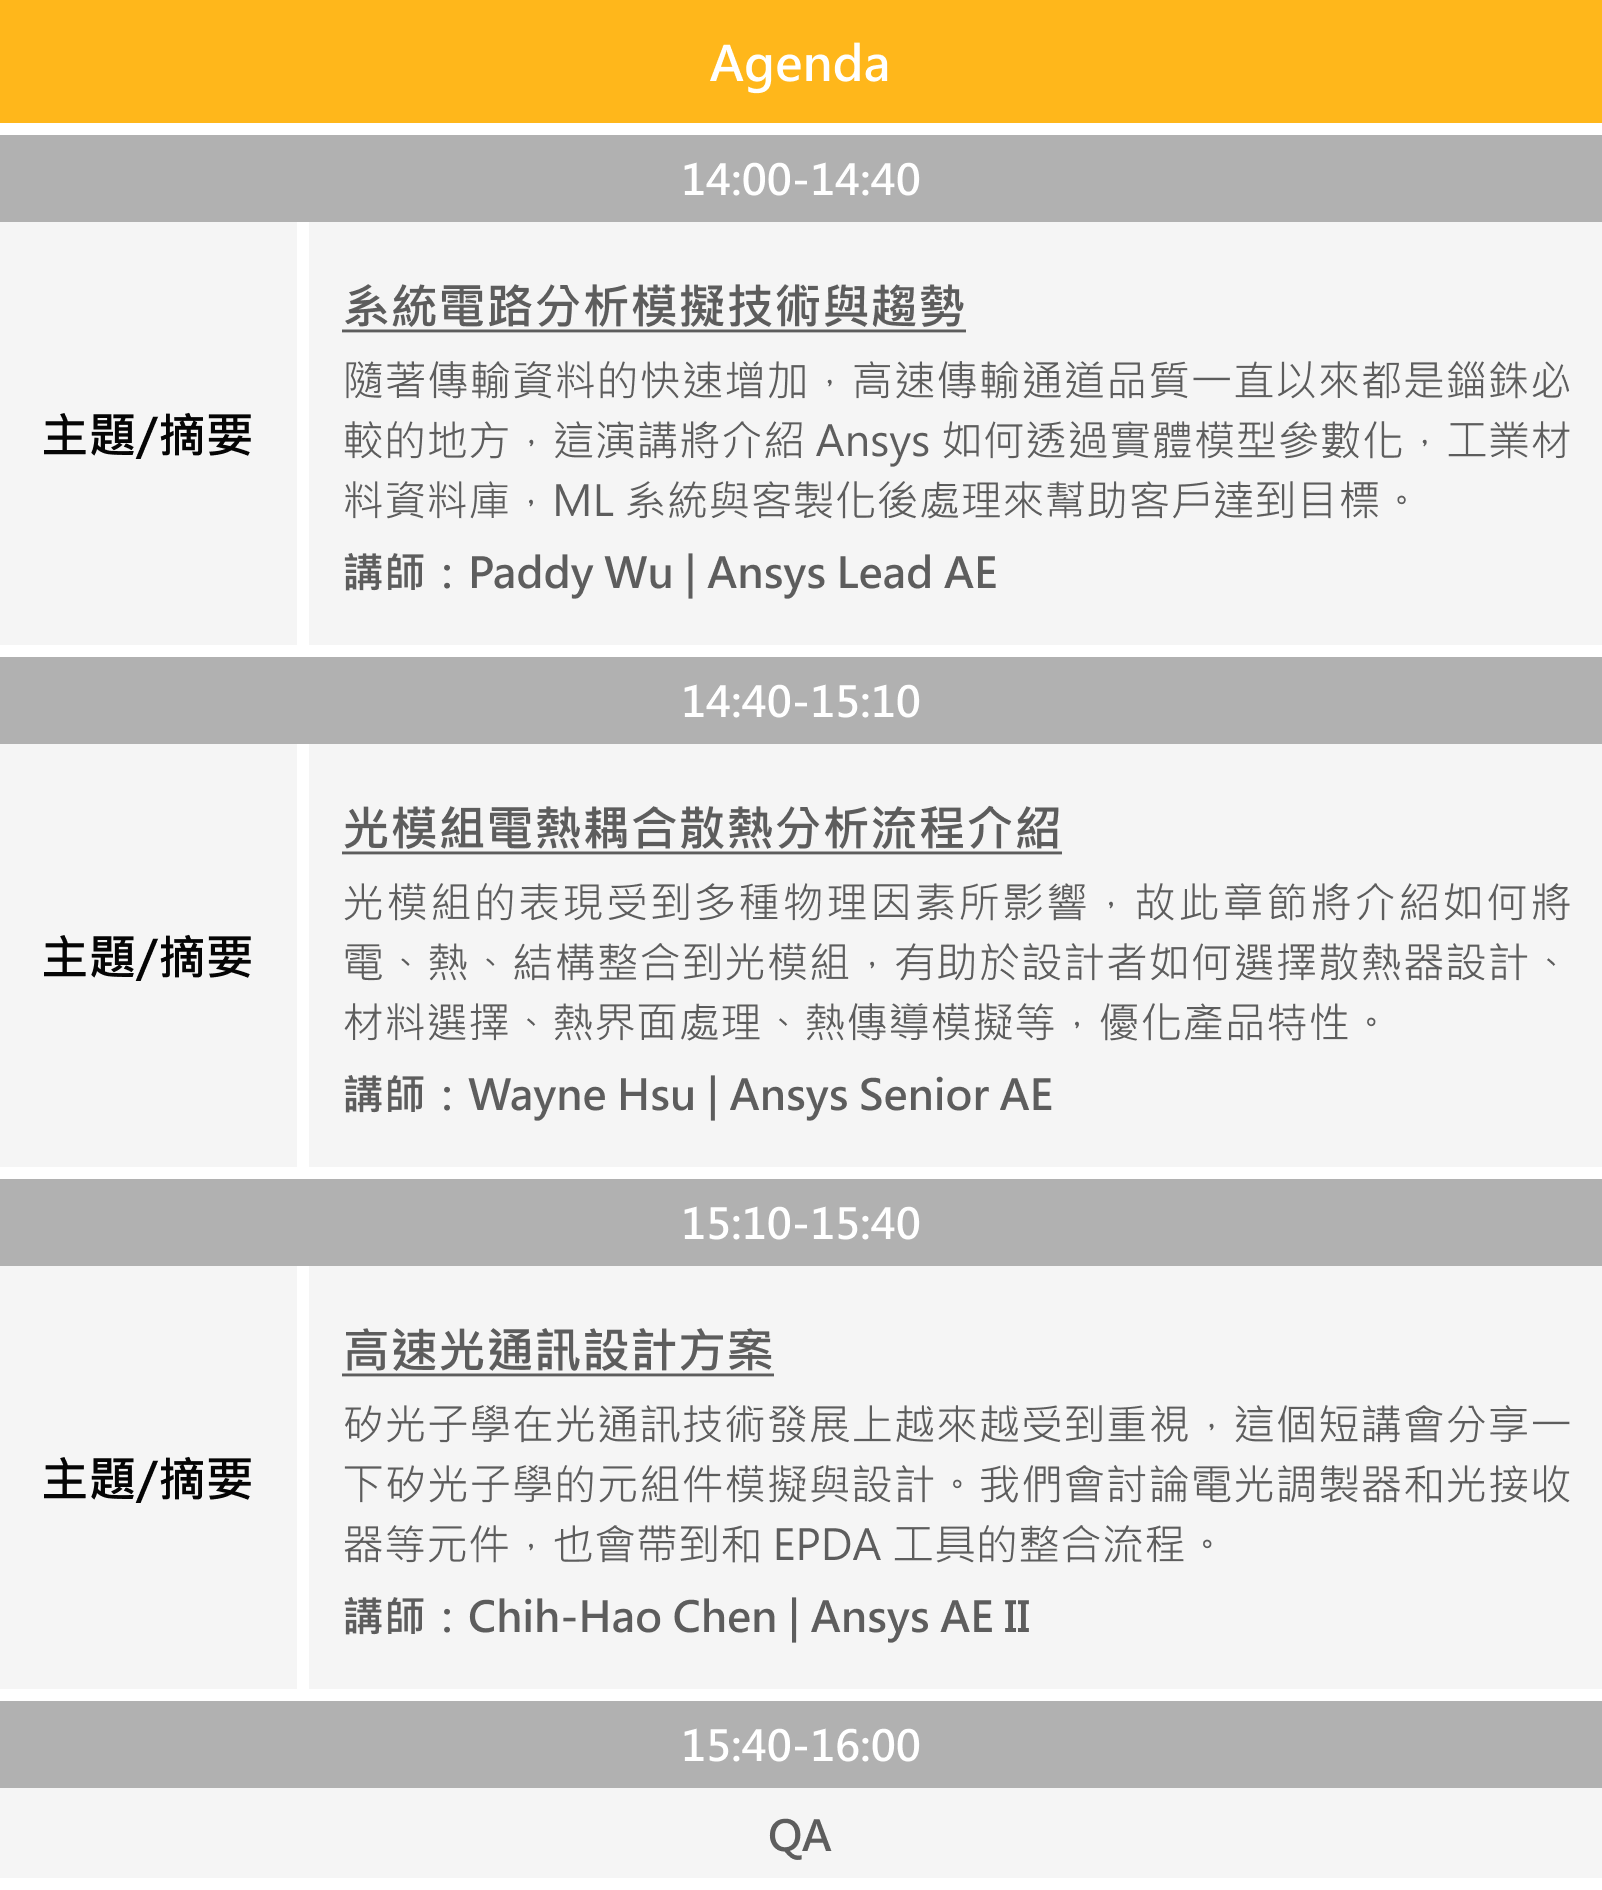 Agenda
14:00-14:40
主題/摘要
系統電路分析模擬技術與趨勢
隨著傳輸資料的快速增加，高速傳輸通道品質一直以來都是錙銖必
較的地方，這演講將介紹 Ansys 如何透過實體模型參數化，工業材
料資料庫，ML 系統與客製化後處理來幫助客戶達到目標。
講師：Paddy Wu | Ansys Lead AE
14:40-15:10
主題/摘要
光模組電熱耦合散熱分析流程介紹
光模組的表現受到多種物理因素所影響，故此章節將介紹如何將
電、熱、結構整合到光模組，有助於設計者如何選擇散熱器設計、
材料選擇、熱界面處理、熱傳導模擬等，優化產品特性。
講師：Wayne Hsu | Ansys Senior AE
15:10-15:40
主題/摘要
高速光通訊設計方案
矽光子學在光通訊技術發展上越來越受到重視，這個短講會分享一
下矽光子學的元組件模擬與設計。我們會討論電光調製器和光接收
器等元件，也會帶到和 EPDA 工具的整合流程。
講師：Chih-Hao Chen | Ansys AE II
15:40-16:00
QA